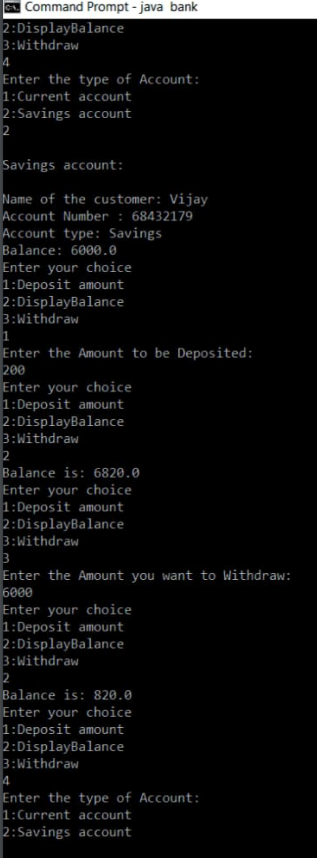 Command Prompt - java bank
2:DisplayBalance
3:Withdraw
4
Enter the type of Account:
1:Current account
2:Savings account
2
Savings account:
Name of the customer: Vijay
Account Number : 68432179
Account type: Savings
Balance: 6000.0
Enter your choice
1:Deposit amount
2:DisplayBalance
3:Withdraw
1
Enter the Amount to be Deposited:
200
Enter your choice
1:Deposit amount
2:DisplayBalance
3:Withdraw
2
Balance is: 6820.0
Enter your choice
1:Deposit amount
2:DisplayBalance
3:Withdraw
3
Enter the Amount you want to Withdraw:
6000
Enter your choice
1:Deposit amount
2:DisplayBalance
3:Withdraw
2
Balance is: 820.0
Enter your choice
1:Deposit amount
2:DisplayBalance
3:Withdraw
4
Enter the type of Account:
1:Current account
2:Savings account